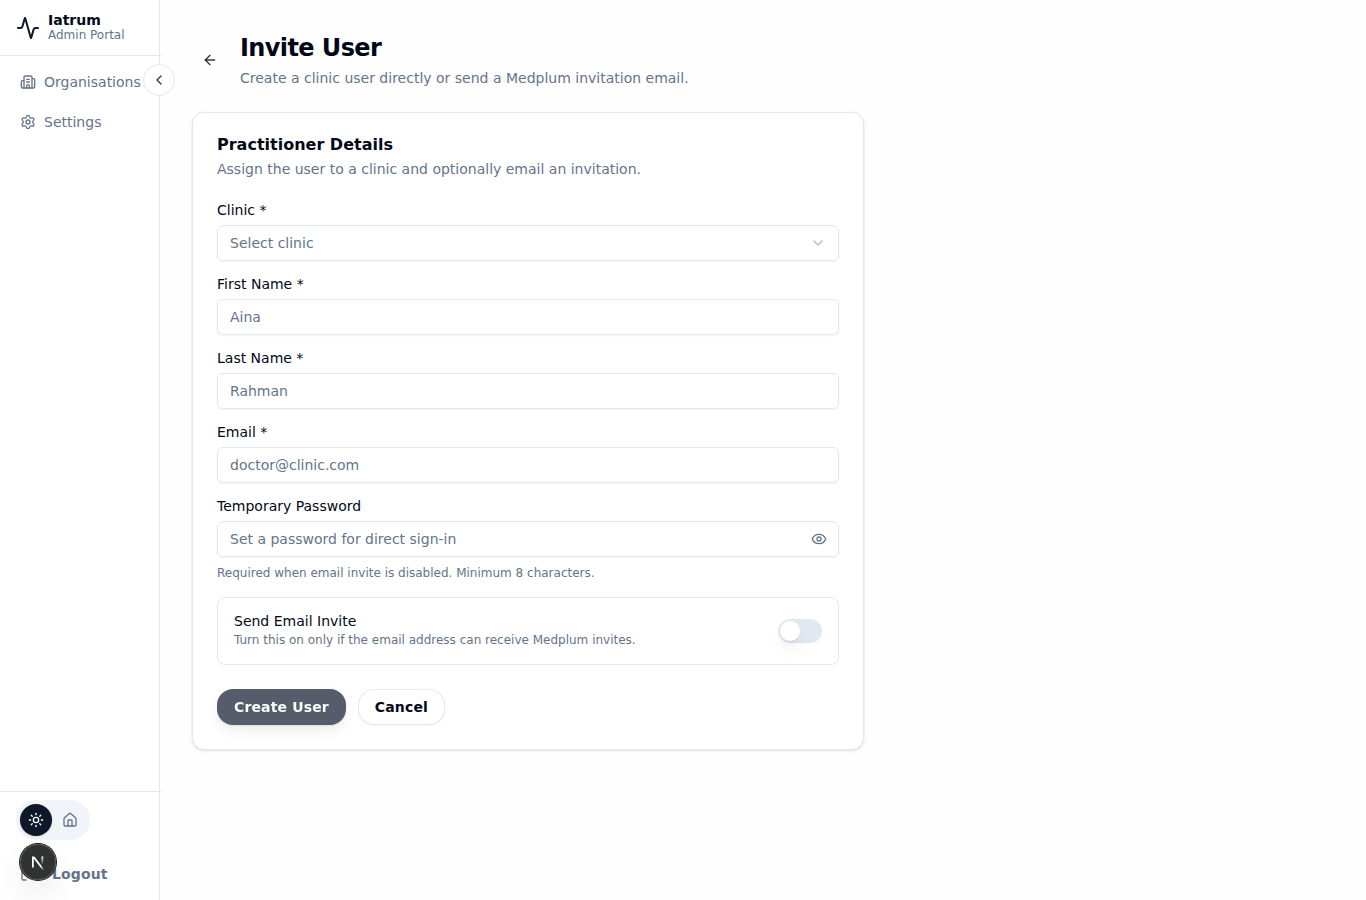 Iatrum
Admin Portal
Organisations
Settings
Invite User
Create a clinic user directly or send a Medplum invitation email.
Practitioner Details
Assign the user to a clinic and optionally email an invitation.
Clinic *
Select clinic
First Name *
Aina
Last Name *
Rahman
Email *
doctor@clinic.com
Temporary Password
Set a password for direct sign-in
Required when email invite is disabled. Minimum 8 characters.
Send Email Invite
Turn this on only if the email address can receive Medplum invites.
Create User
Cancel
N
Logout